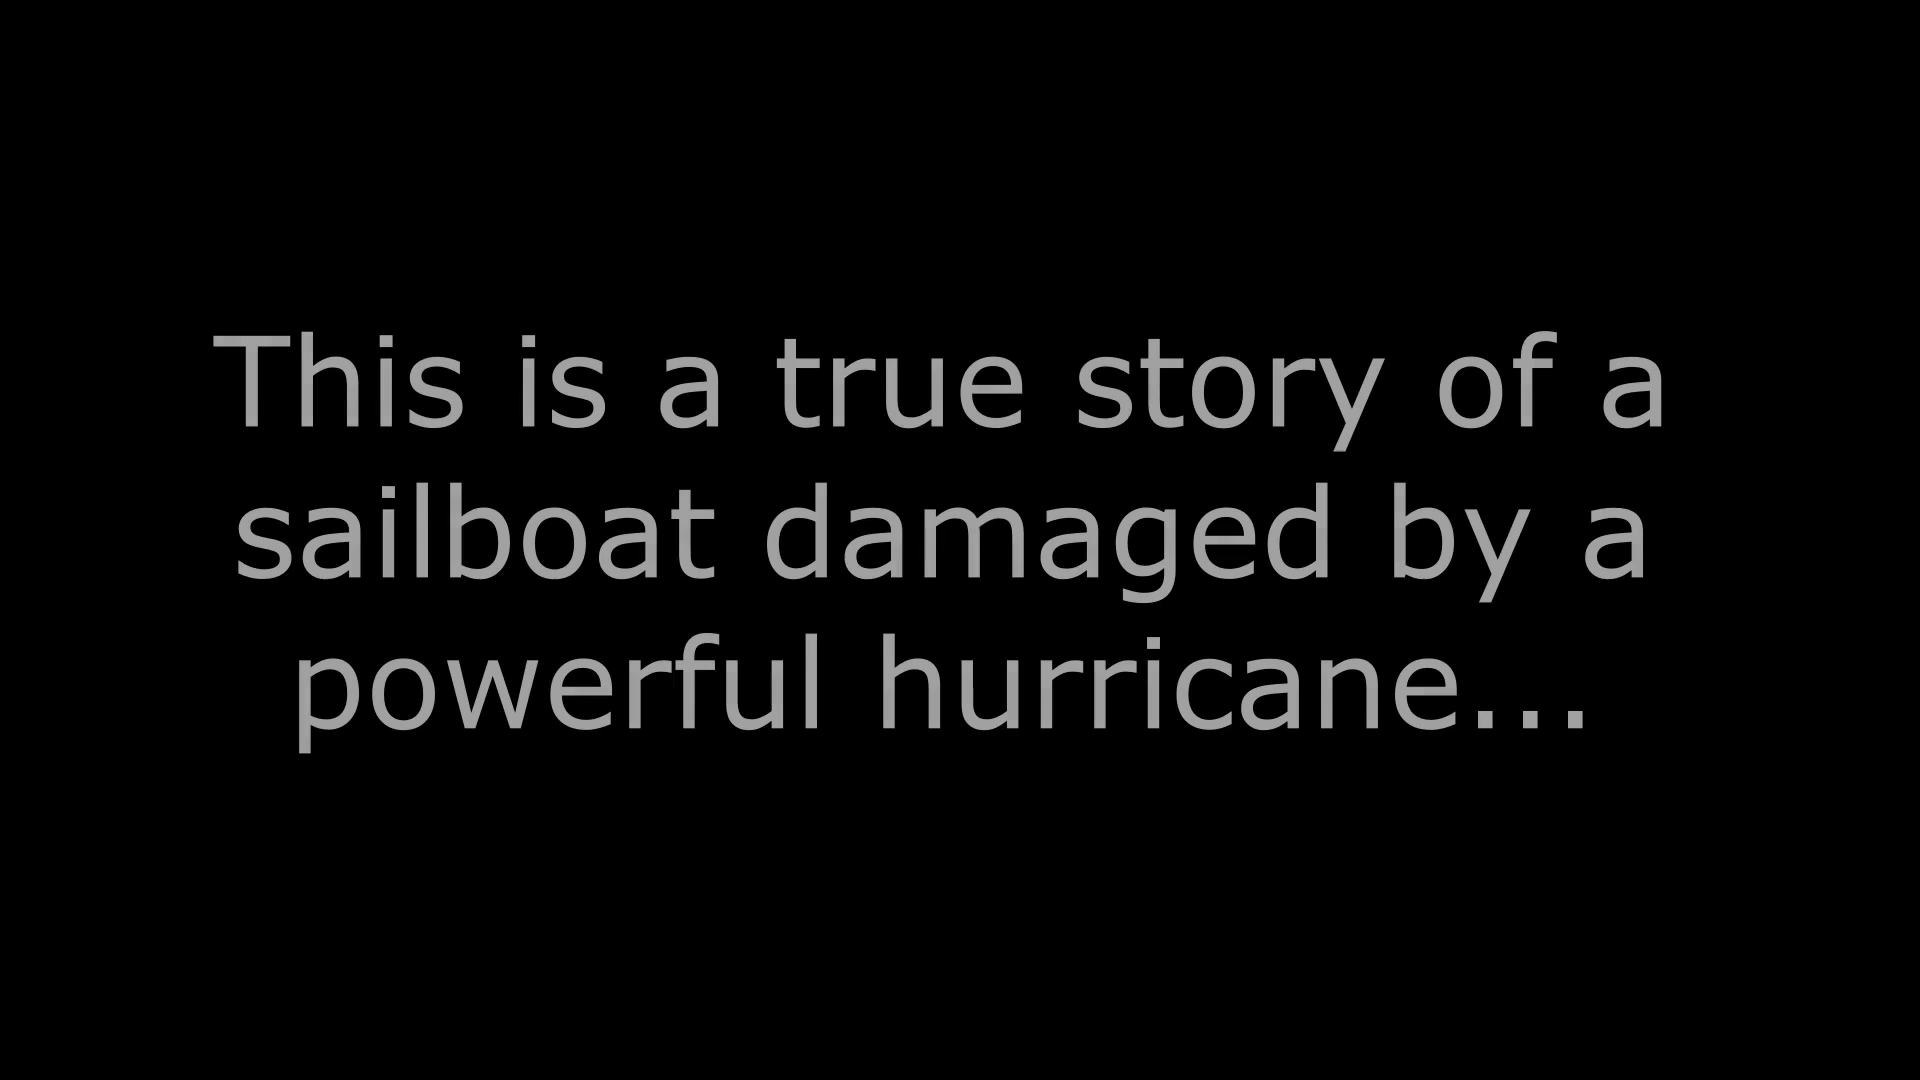 This is a true story of a
sailboat damaged by a
powerful hurricane...